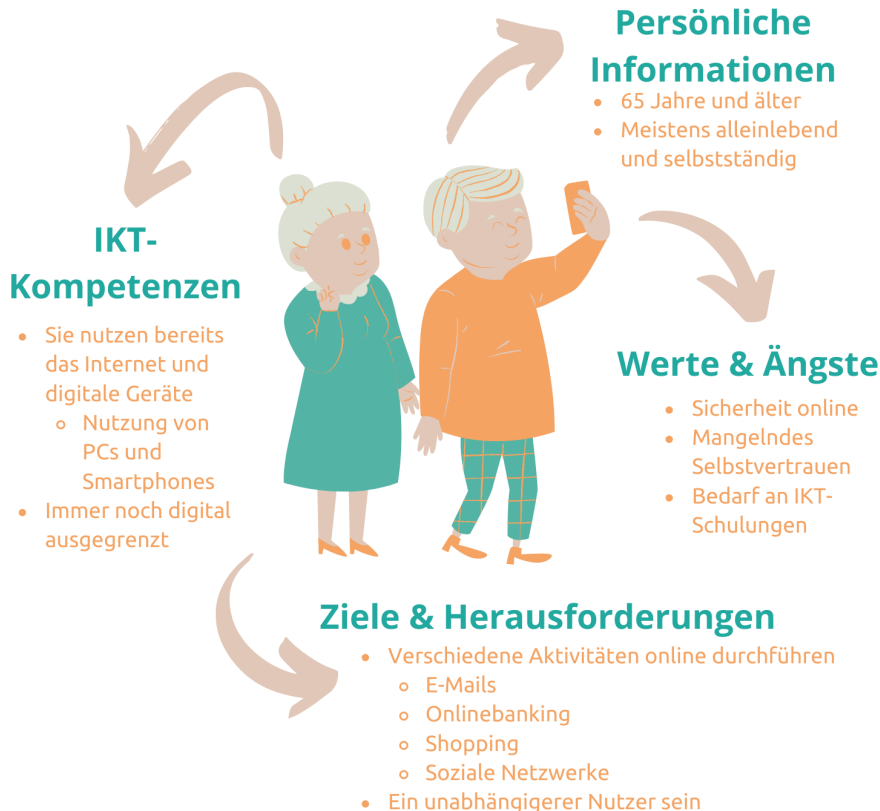 Persönliche
Informationen
• 65 Jahre und älter
• Meistens alleinlebend
und selbstständig
IKT-
Kompetenzen
• Sie nutzen bereits
das Internet und
digitale Geräte
◦ Nutzung von
PCs und
Smartphones
• Immer noch digital
ausgegrenzt
Werte & Ängste
• Sicherheit online
• Mangelndes
Selbstvertrauen
• Bedarf an IKT-
Schulungen
Ziele & Herausforderungen
• Verschiedene Aktivitäten online durchführen
◦ E-Mails
◦ Onlinebanking
◦ Shopping
◦ Soziale Netzwerke
• Ein unabhängigerer Nutzer sein